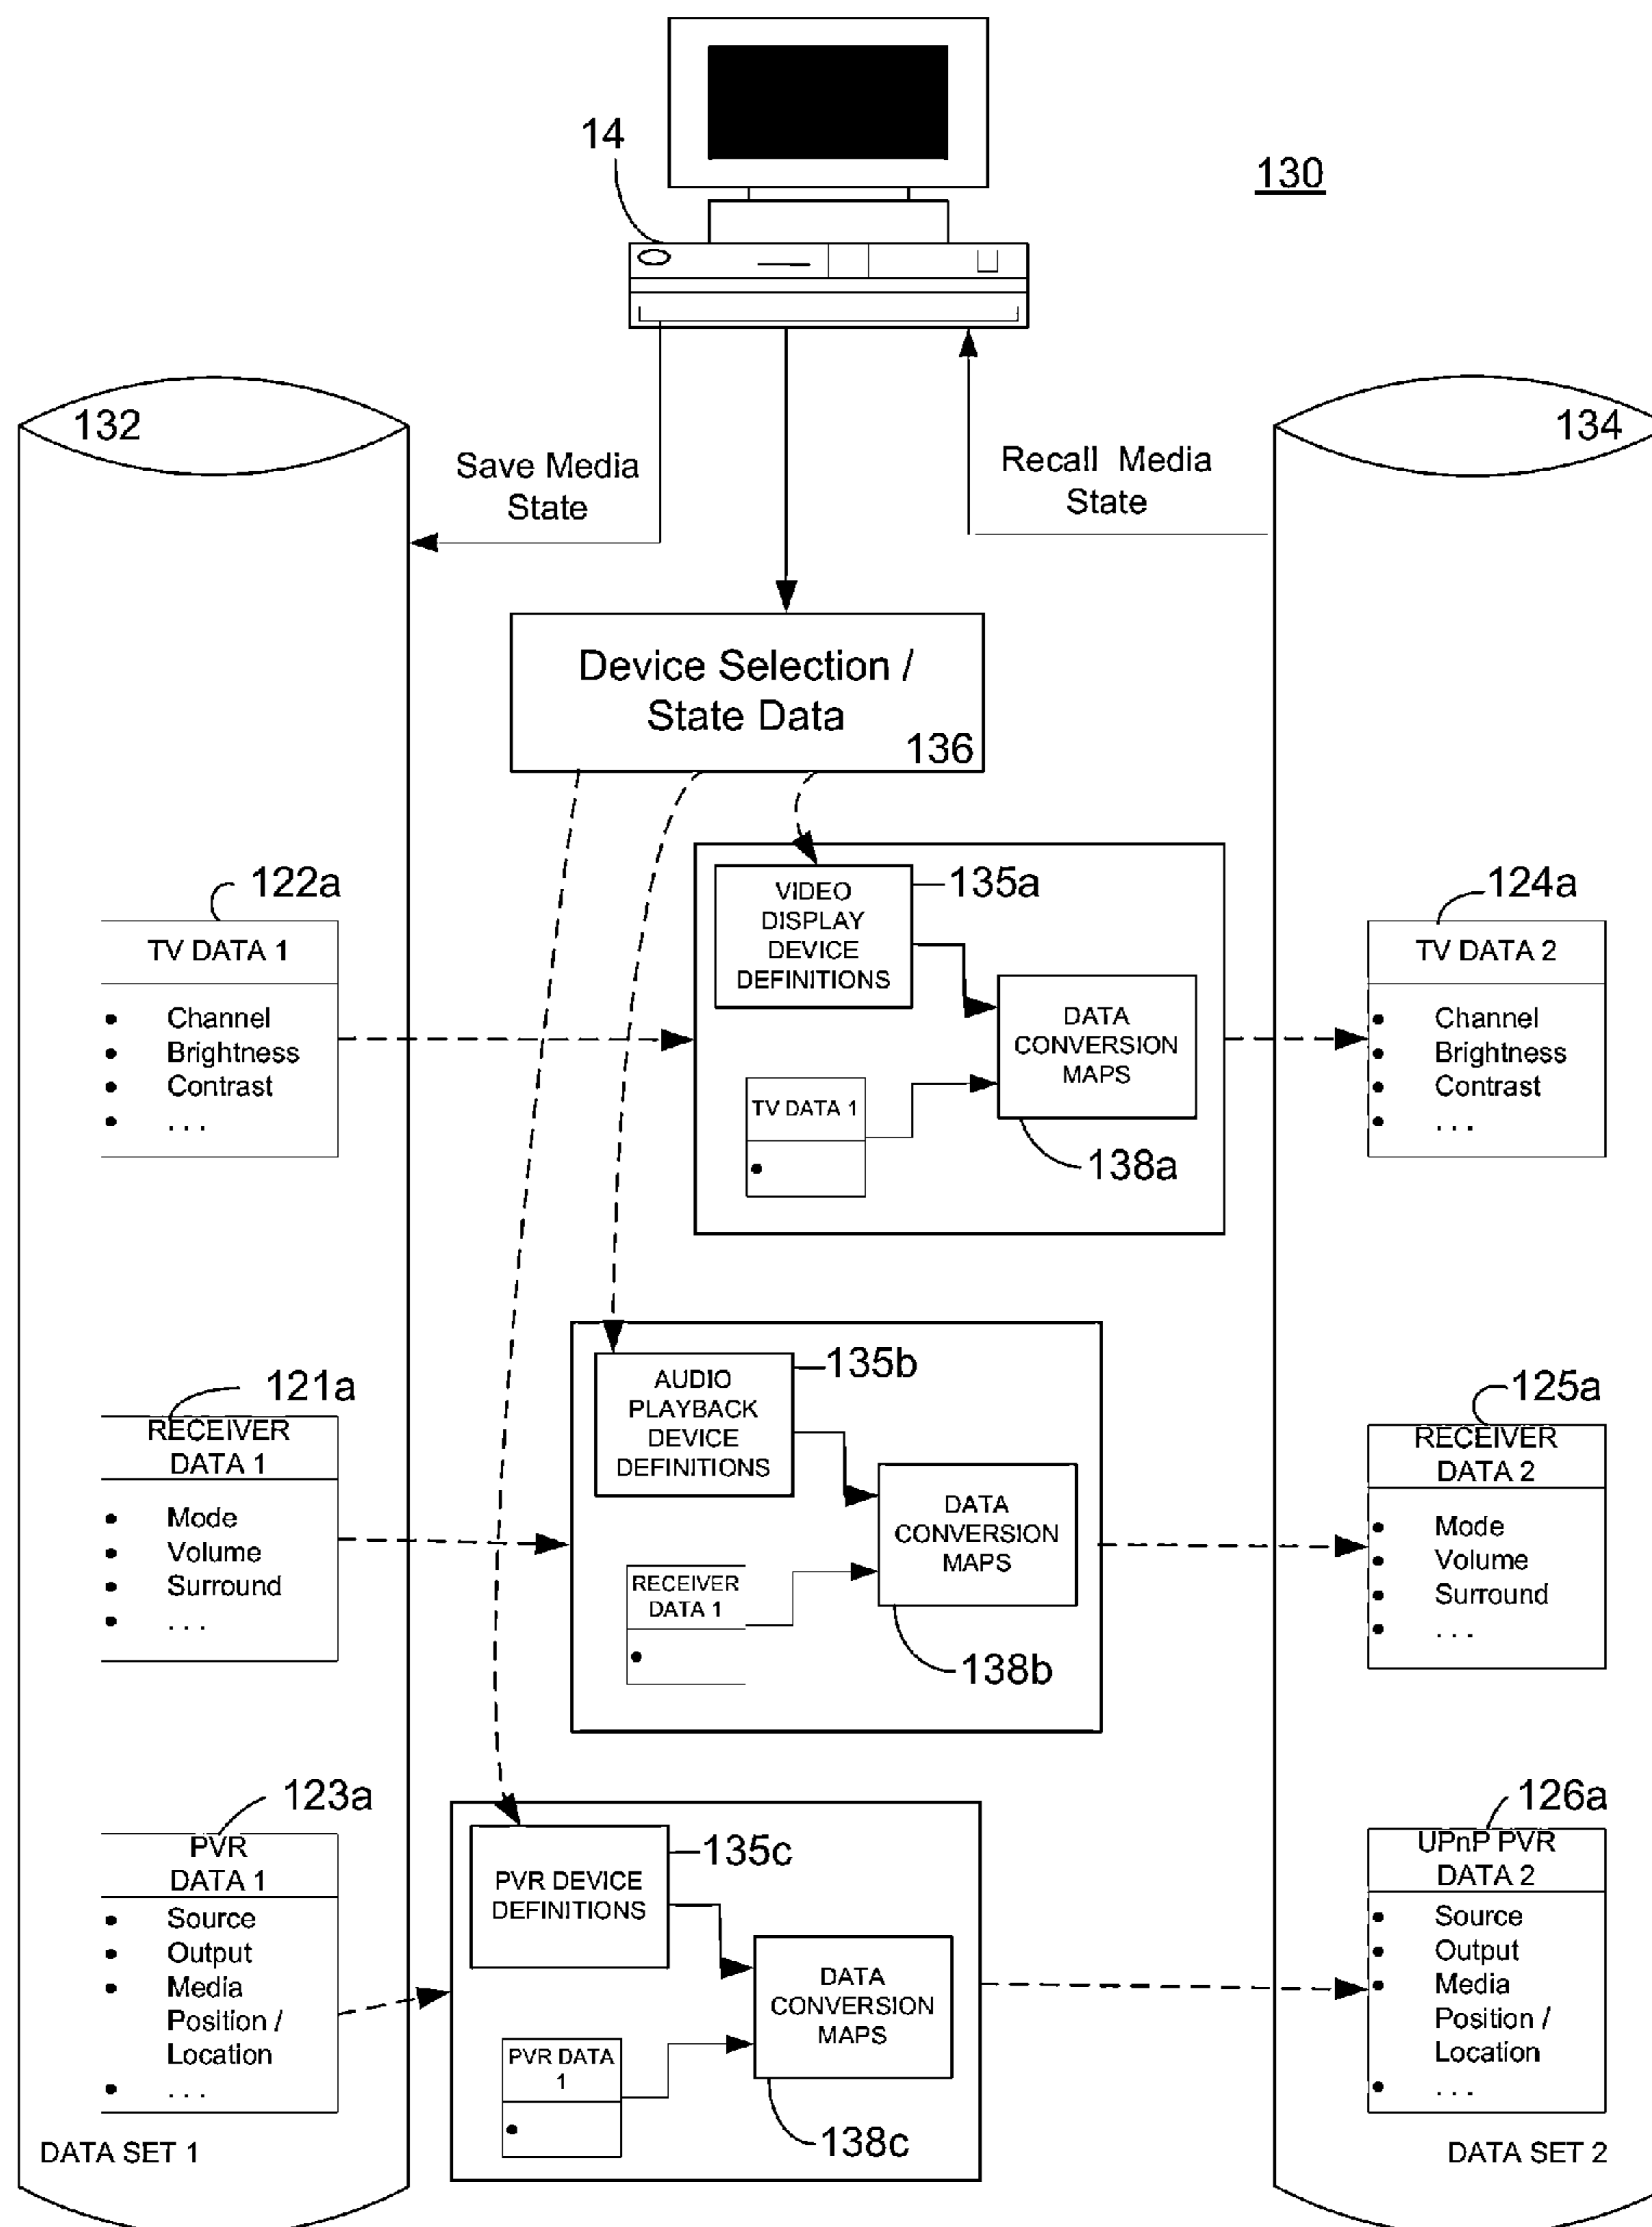 14
130
132
134
Save Media
State
Recall Media
State
Device Selection /
State Data
136
122a
TV DATA 1
• Channel
• Brightness
• Contrast
• . . .
VIDEO
DISPLAY
DEVICE
DEFINITIONS
135a
DATA
CONVERSION
MAPS
TV DATA 1
•
138a
124a
TV DATA 2
• Channel
• Brightness
• Contrast
• . . .
121a
RECEIVER
DATA 1
• Mode
• Volume
• Surround
• . . .
AUDIO
PLAYBACK
DEVICE
DEFINITIONS
135b
DATA
CONVERSION
MAPS
RECEIVER
DATA 1
•
138b
125a
RECEIVER
DATA 2
• Mode
• Volume
• Surround
• . . .
123a
PVR
DATA 1
• Source
• Output
• Media
Position /
Location
• . . .
DATA SET 1
PVR DEVICE
DEFINITIONS
135c
DATA
CONVERSION
MAPS
PVR DATA
1
•
138c
126a
UPnP PVR
DATA 2
• Source
• Output
• Media
Position /
Location
• . . .
DATA SET 2